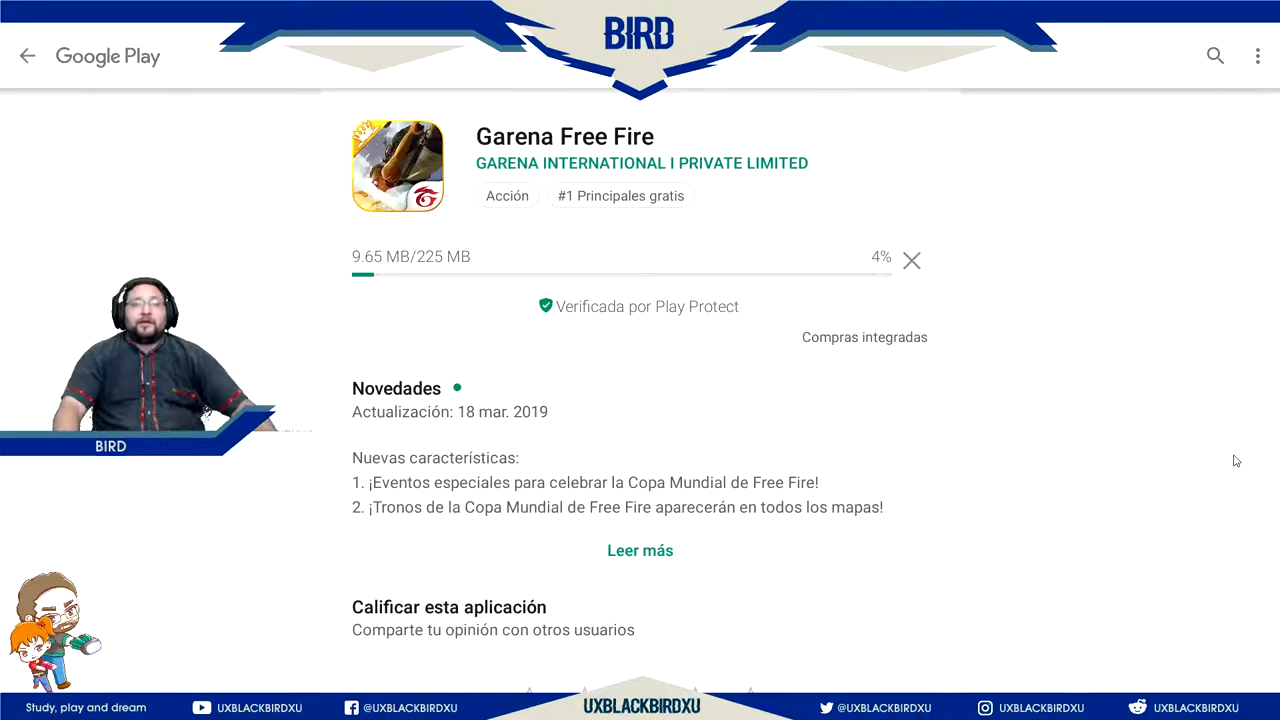 BIRD
Google Play
Garena Free Fire
GARENA INTERNATIONAL I PRIVATE LIMITED
Acción
#1 Principales gratis
9.65 MB/225 MB
4%
Verificada por Play Protect
Compras integradas
Novedades
Actualización: 18 mar. 2019
BIRD
Nuevas características:
1. ¡Eventos especiales para celebrar la Copa Mundial de Free Fire!
2. ¡Tronos de la Copa Mundial de Free Fire aparecerán en todos los mapas!
Leer más
Calificar esta aplicación
Comparte tu opinión con otros usuarios
Study, play and dream
UXBLACKBIRDXU
@UXBLACKBIRDXU
UXBLACKBIRDXU
@UXBLACKBIRDXU
UXBLACKBIRDXU
UXBLACKBIRDXU